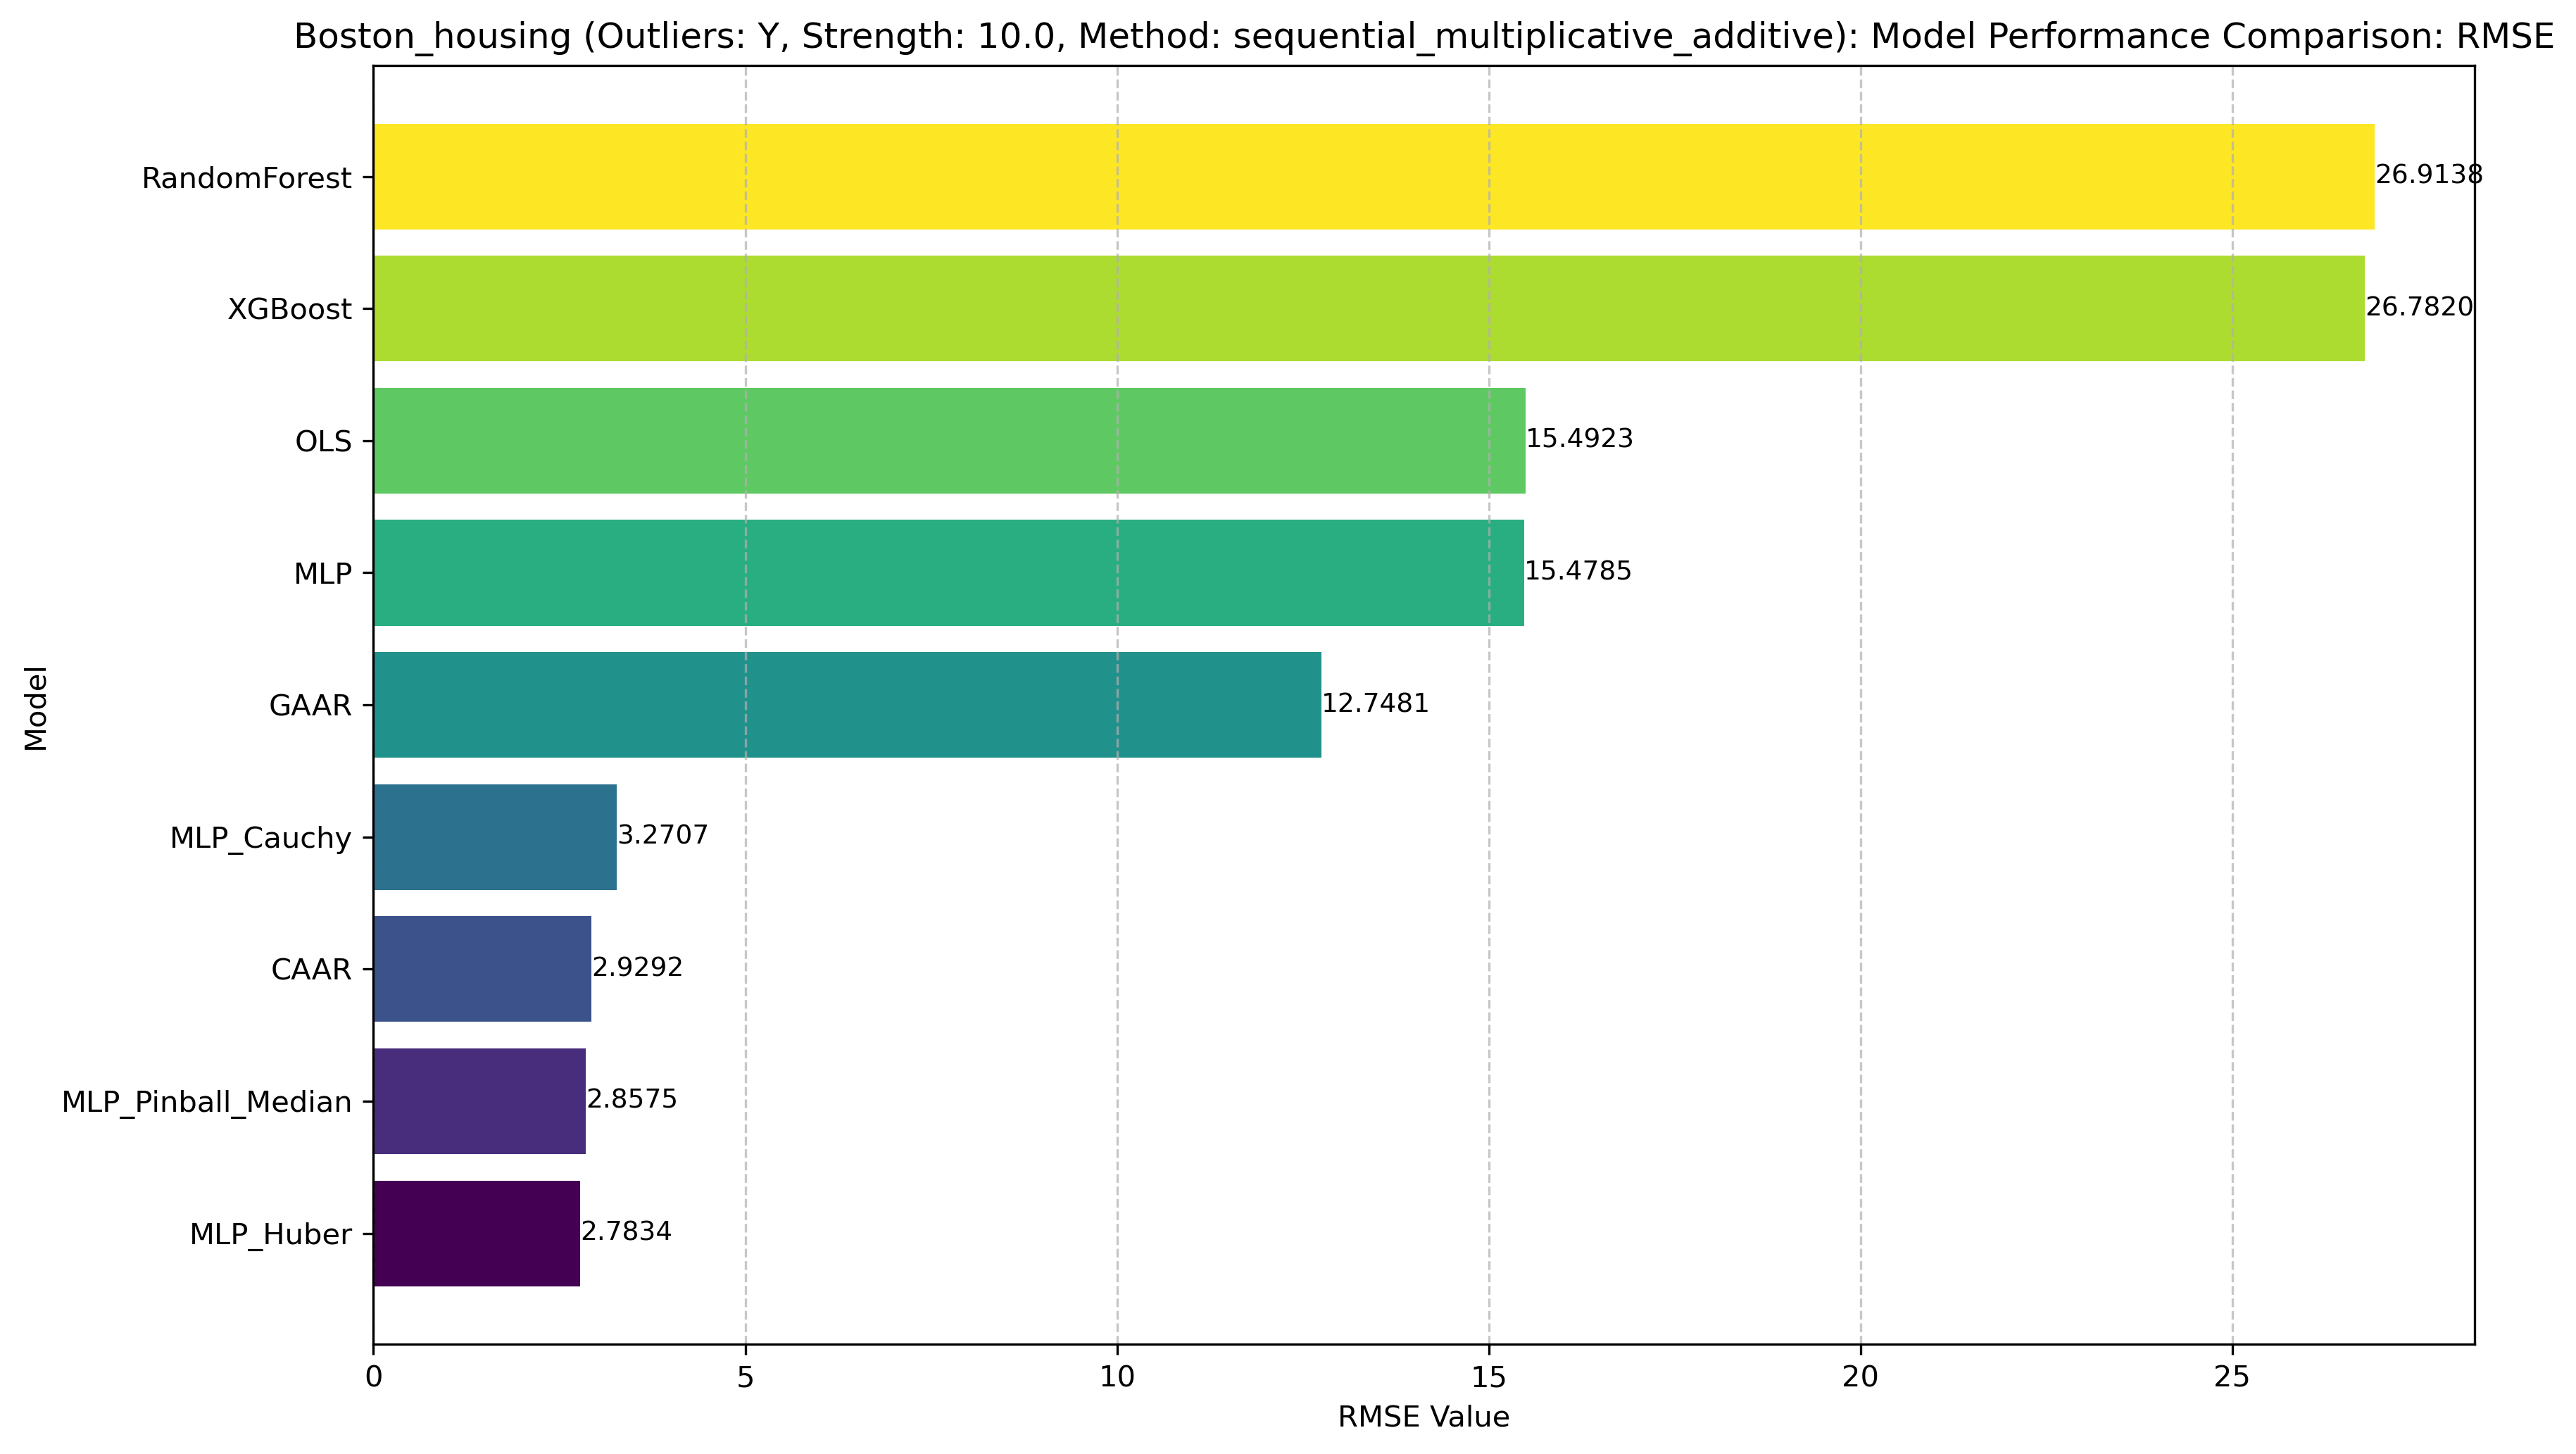 Boston_housing (Outliers: Y, Strength: 10.0, Method: sequential_multiplicative_additive): Model Performance Comparison: RMSE
RandomForest 26.9138
XGBoost 26.7820
OLS 15.4923
MLP 15.4785
GAAR 12.7481
MLP_Cauchy 3.2707
CAAR 2.9292
MLP_Pinball_Median 2.8575
MLP_Huber 2.7834
Model
0 5 10 15 20 25
RMSE Value